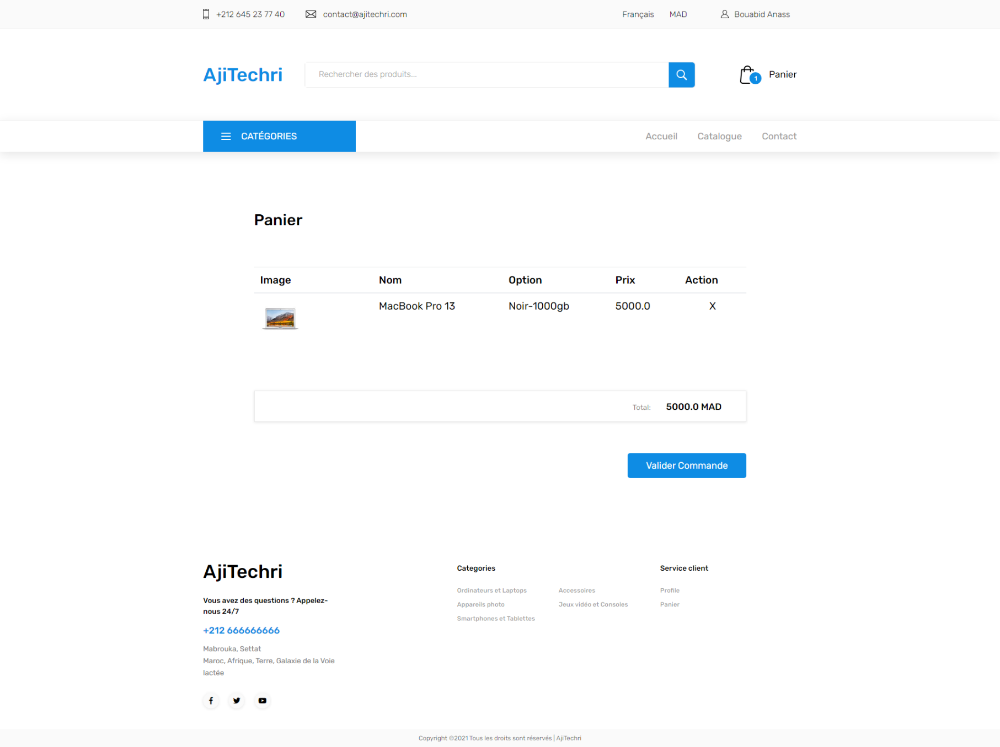 +212 645 23 77 40 contact@ajitechri.com Français MAD Bouabid Anass
AjiTechri Rechercher des produits... 1 Panier
CATÉGORIES Accueil Catalogue Contact
Panier
Image Nom Option Prix Action
MacBook Pro 13 Noir-1000gb 5000.0 X
Total: 5000.0 MAD
Valider Commande
AjiTechri
Vous avez des questions ? Appelez-
nous 24/7
+212 666666666
Mabrouka, Settat
Maroc, Afrique, Terre, Galaxie de la Voie
lactée
Categories
Ordinateurs et Laptops
Appareils photo
Smartphones et Tablettes
Accessoires
Jeux vidéo et Consoles
Service client
Profile
Panier
Copyright ©2021 Tous les droits sont réservés | AjiTechri